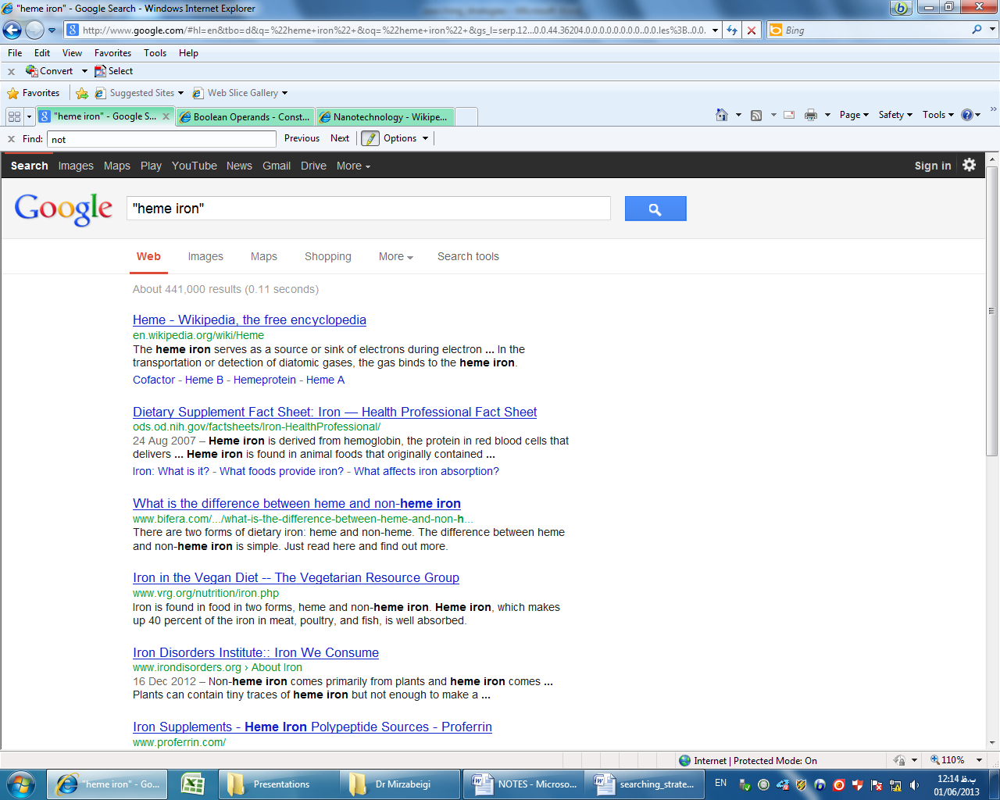 "heme iron" - Google Search - Windows Internet Explorer
http://www.google.com/#hl=en&tbo=d&q=%22heme+iron%22+&oq=%22heme+iron%22+&gs_l=serp.12...0.0.44.36204.0.0.0.0.0.0.0.0..0.0.les%3B..0.0...
Bing
File Edit View Favorites Tools Help
x Convert Select
Favorites Suggested Sites Web Slice Gallery
"heme iron" - Google S... Boolean Operands - Const... Nanotechnology - Wikipe... Page Safety Tools
x Find: not Previous Next Options
Search Images Maps Play YouTube News Gmail Drive More Sign in
Google "heme iron"
Web Images Maps Shopping More Search tools
About 441,000 results (0.11 seconds)
Heme - Wikipedia, the free encyclopedia
en.wikipedia.org/wiki/Heme
The heme iron serves as a source or sink of electrons during electron ... In the
transportation or detection of diatomic gases, the gas binds to the heme iron.
Cofactor - Heme B - Hemeprotein - Heme A
Dietary Supplement Fact Sheet: Iron — Health Professional Fact Sheet
ods.od.nih.gov/factsheets/Iron-HealthProfessional/
24 Aug 2007 – Heme iron is derived from hemoglobin, the protein in red blood cells that
delivers ... Heme iron is found in animal foods that originally contained ...
Iron: What is it? - What foods provide iron? - What affects iron absorption?
What is the difference between heme and non-heme iron
www.bifera.com/.../what-is-the-difference-between-heme-and-non-h...
There are two forms of dietary iron: heme and non-heme. The difference between heme
and non-heme iron is simple. Just read here and find out more.
Iron in the Vegan Diet -- The Vegetarian Resource Group
www.vrg.org/nutrition/iron.php
Iron is found in food in two forms, heme and non-heme iron. Heme iron, which makes
up 40 percent of the iron in meat, poultry, and fish, is well absorbed.
Iron Disorders Institute:: Iron We Consume
www.irondisorders.org › About Iron
16 Dec 2012 – Non-heme iron comes primarily from plants and heme iron comes ...
Plants can contain tiny traces of heme iron but not enough to make a ...
Iron Supplements - Heme Iron Polypeptide Sources - Proferrin
www.proferrin.com/
Internet | Protected Mode: On 110%
"heme iron" - Go... Presentations Dr Mirzabeigi NOTES - Microso... searching_strate... EN 12:14 ب.ظ
01/06/2013